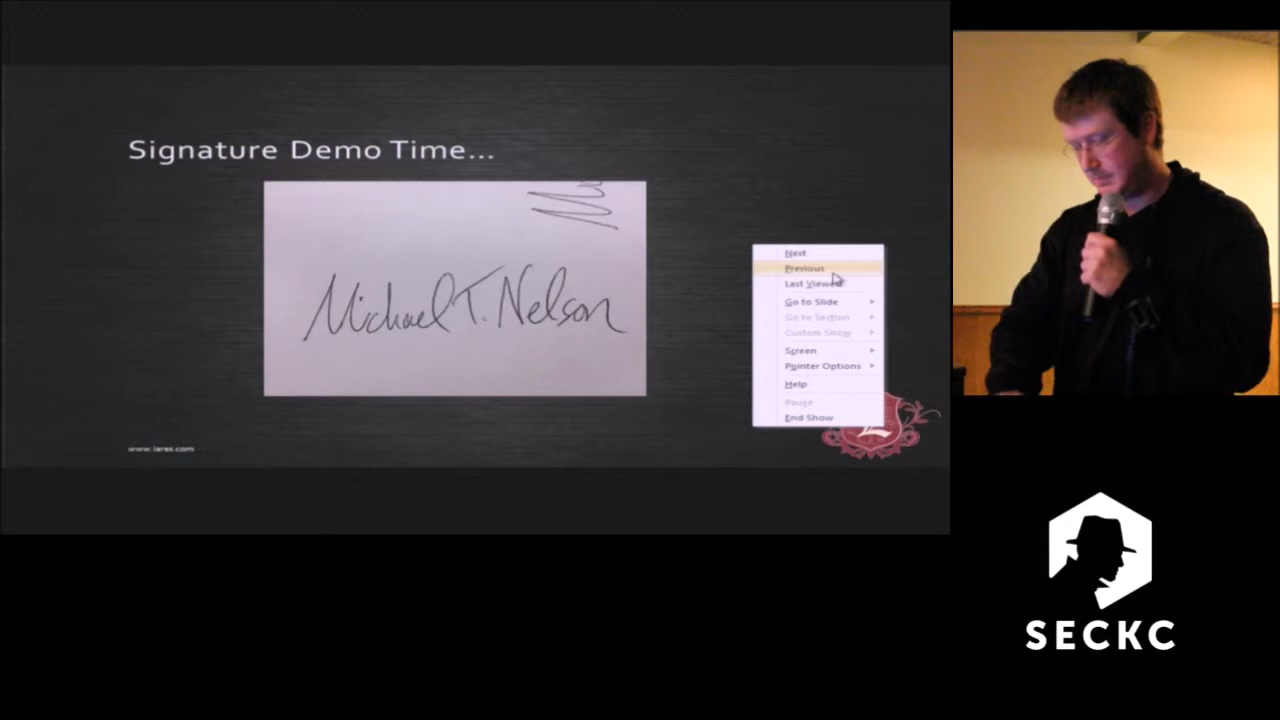 Signature Demo Time...
Michael T. Nelson
Next
Previous
Last Viewed
Go to Slide
Go to Section
Custom Show
Screen
Pointer Options
Help
Pause
End Show
www.lares.com
SECKC